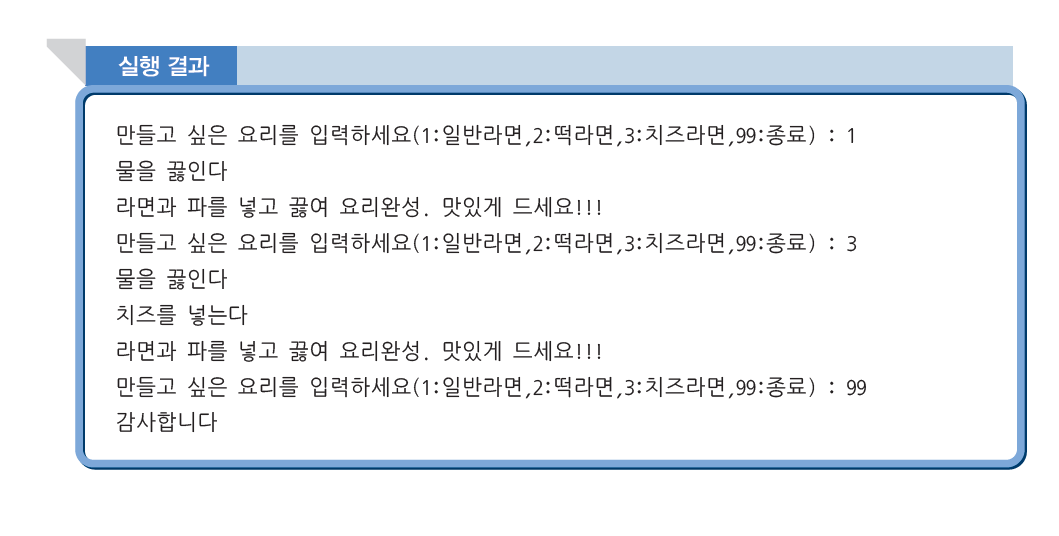 실행 결과
만들고 싶은 요리를 입력하세요(1:일반라면,2:떡라면,3:치즈라면,99:종료) : 1
물을 끓인다
라면과 파를 넣고 끓여 요리완성. 맛있게 드세요!!!
만들고 싶은 요리를 입력하세요(1:일반라면,2:떡라면,3:치즈라면,99:종료) : 3
물을 끓인다
치즈를 넣는다
라면과 파를 넣고 끓여 요리완성. 맛있게 드세요!!!
만들고 싶은 요리를 입력하세요(1:일반라면,2:떡라면,3:치즈라면,99:종료) : 99
감사합니다